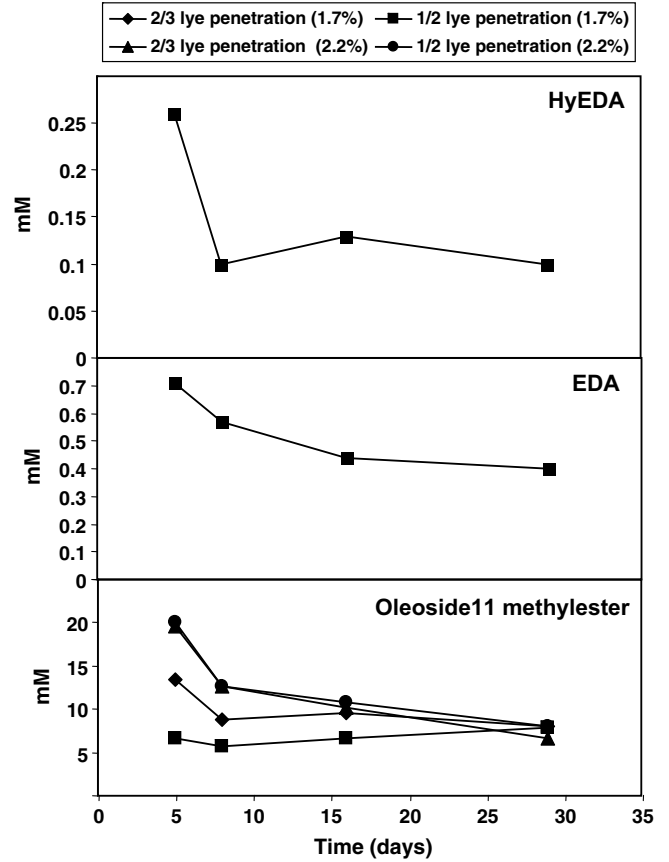 2/3 lye penetration (1.7%) 1/2 lye penetration (1.7%)
2/3 lye penetration (2.2%) 1/2 lye penetration (2.2%)
HyEDA
0.25
0.2
0.15
0.1
0.05
0
mM
EDA
0.7
0.6
0.5
0.4
0.3
0.2
0.1
0
mM
Oleoside11 methylester
20
15
10
5
mM
0 5 10 15 20 25 30 35
Time (days)